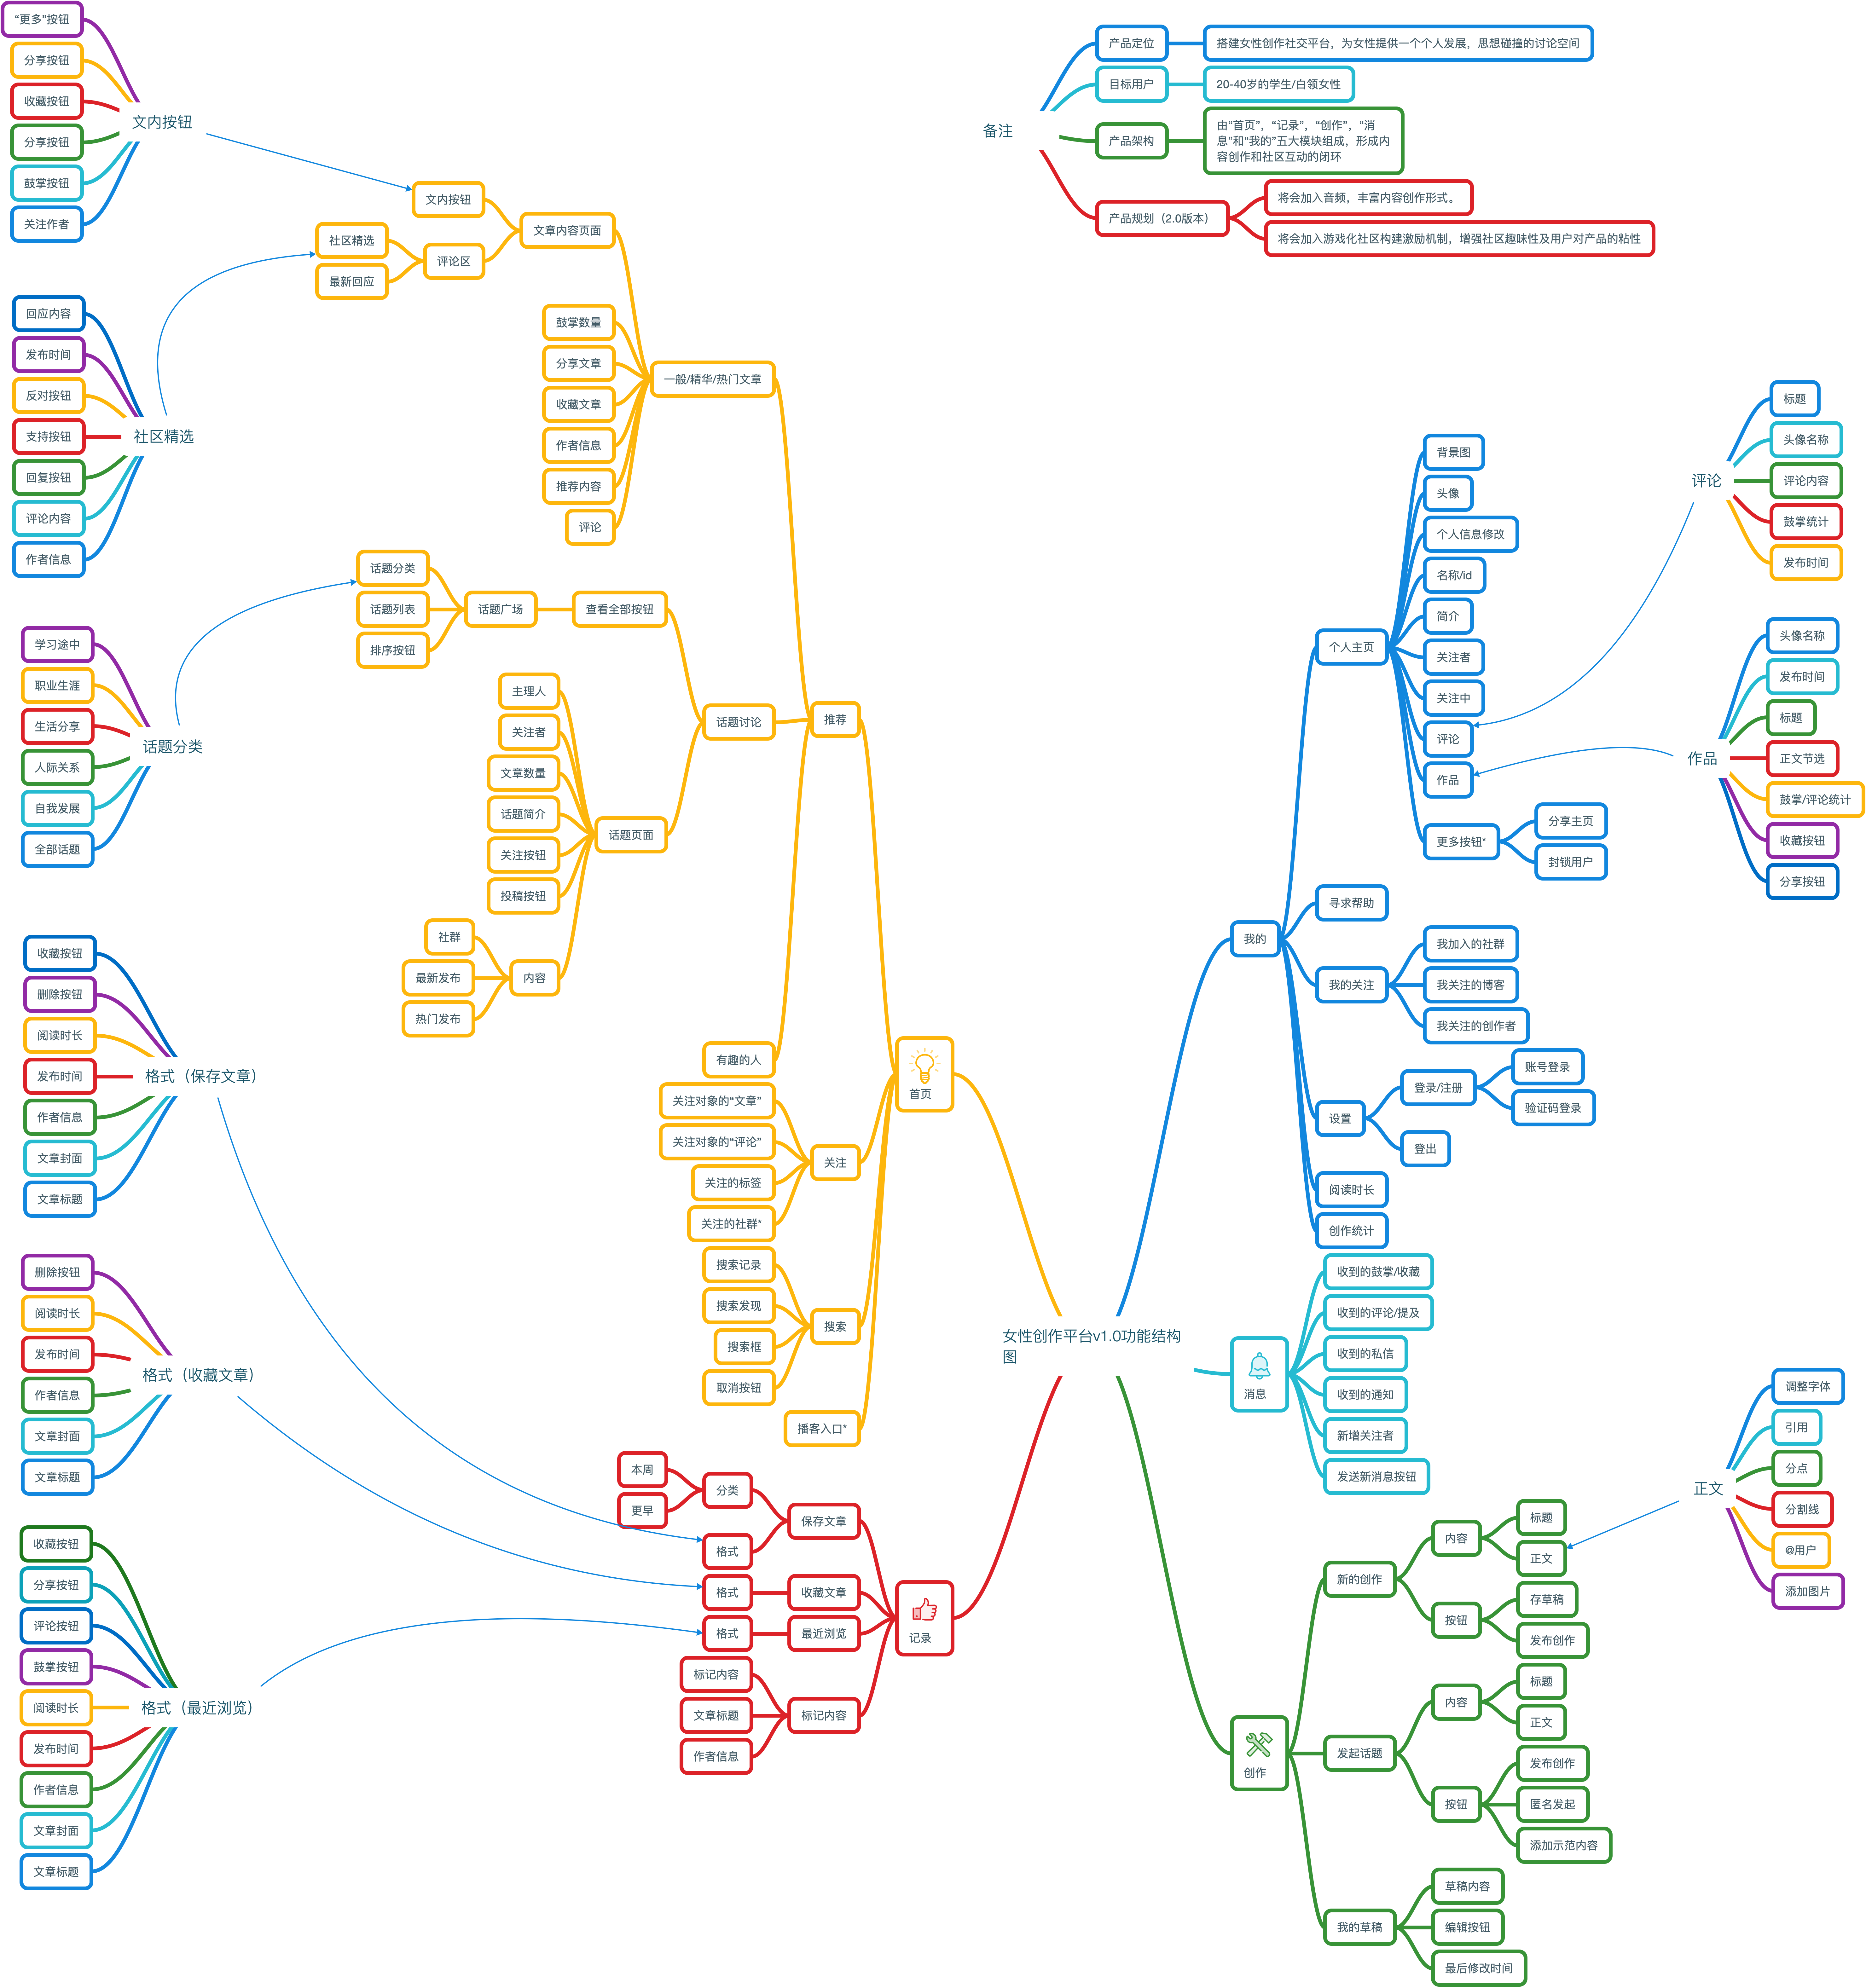 “更多”按钮
分享按钮
收藏按钮
分享按钮
鼓掌按钮
关注作者
文内按钮
回应内容
发布时间
反对按钮
支持按钮
回复按钮
评论内容
作者信息
社区精选
学习途中
职业生涯
生活分享
人际关系
自我发展
全部话题
话题分类
收藏按钮
删除按钮
阅读时长
发布时间
作者信息
文章封面
文章标题
格式（保存文章）
删除按钮
阅读时长
发布时间
作者信息
文章封面
文章标题
格式（收藏文章）
收藏按钮
分享按钮
评论按钮
鼓掌按钮
阅读时长
发布时间
作者信息
文章封面
文章标题
格式（最近浏览）
文内按钮
社区精选
最新回应
评论区
文章内容页面
鼓掌数量
分享文章
收藏文章
作者信息
推荐内容
评论
一般/精华/热门文章
话题分类
话题列表
排序按钮
话题广场
查看全部按钮
主理人
关注者
文章数量
话题简介
关注按钮
投稿按钮
社群
最新发布
热门发布
内容
话题页面
话题讨论
有趣的人
推荐
关注对象的“文章”
关注对象的“评论”
关注的标签
关注的社群*
关注
搜索记录
搜索发现
搜索框
取消按钮
搜索
播客入口*
首页
本周
更早
分类
格式
保存文章
格式
收藏文章
格式
最近浏览
标记内容
文章标题
作者信息
标记内容
记录
女性创作平台v1.0功能结构
图
备注
产品定位
搭建女性创作社交平台，为女性提供一个个人发展，思想碰撞的讨论空间
目标用户
20-40岁的学生/白领女性
产品架构
由“首页”，“记录”，“创作”，“消
息”和“我的”五大模块组成，形成内
容创作和社区互动的闭环
产品规划（2.0版本）
将会加入音频，丰富内容创作形式。
将会加入游戏化社区构建激励机制，增强社区趣味性及用户对产品的粘性
我的
个人主页
背景图
头像
个人信息修改
名称/id
简介
关注者
关注中
评论
作品
更多按钮*
分享主页
封锁用户
寻求帮助
我的关注
我加入的社群
我关注的博客
我关注的创作者
设置
登录/注册
账号登录
验证码登录
登出
阅读时长
创作统计
消息
收到的鼓掌/收藏
收到的评论/提及
收到的私信
收到的通知
新增关注者
发送新消息按钮
创作
新的创作
内容
标题
正文
按钮
存草稿
发布创作
发起话题
内容
标题
正文
按钮
发布创作
匿名发起
添加示范内容
我的草稿
草稿内容
编辑按钮
最后修改时间
评论
标题
头像名称
评论内容
鼓掌统计
发布时间
作品
头像名称
发布时间
标题
正文节选
鼓掌/评论统计
收藏按钮
分享按钮
正文
调整字体
引用
分点
分割线
@用户
添加图片